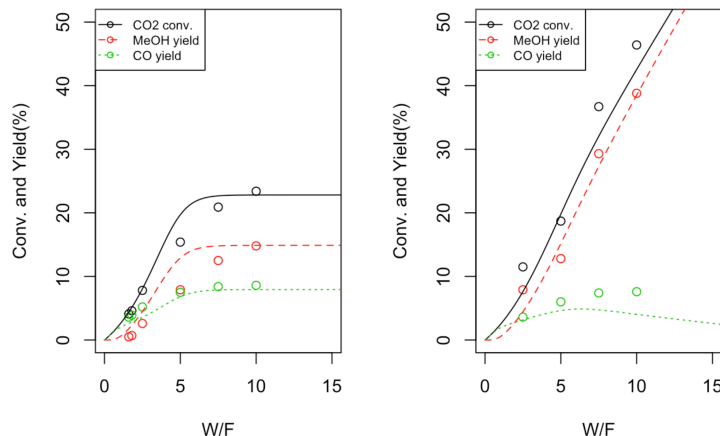 CO2 conv.
MeOH yield
CO yield
Conv. and Yield(%)
50
40
30
20
10
0
0 5 10 15
W/F
CO2 conv.
MeOH yield
CO yield
Conv. and Yield(%)
50
40
30
20
10
0
0 5 10 15
W/F